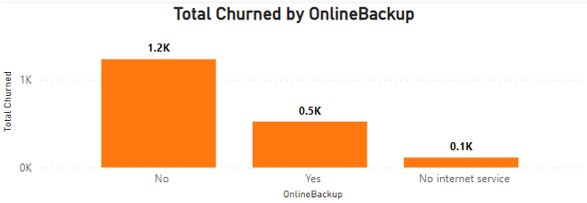 Total Churned by OnlineBackup
Total Churned
1K
0K
1.2K
0.5K
0.1K
No
Yes
No internet service
OnlineBackup